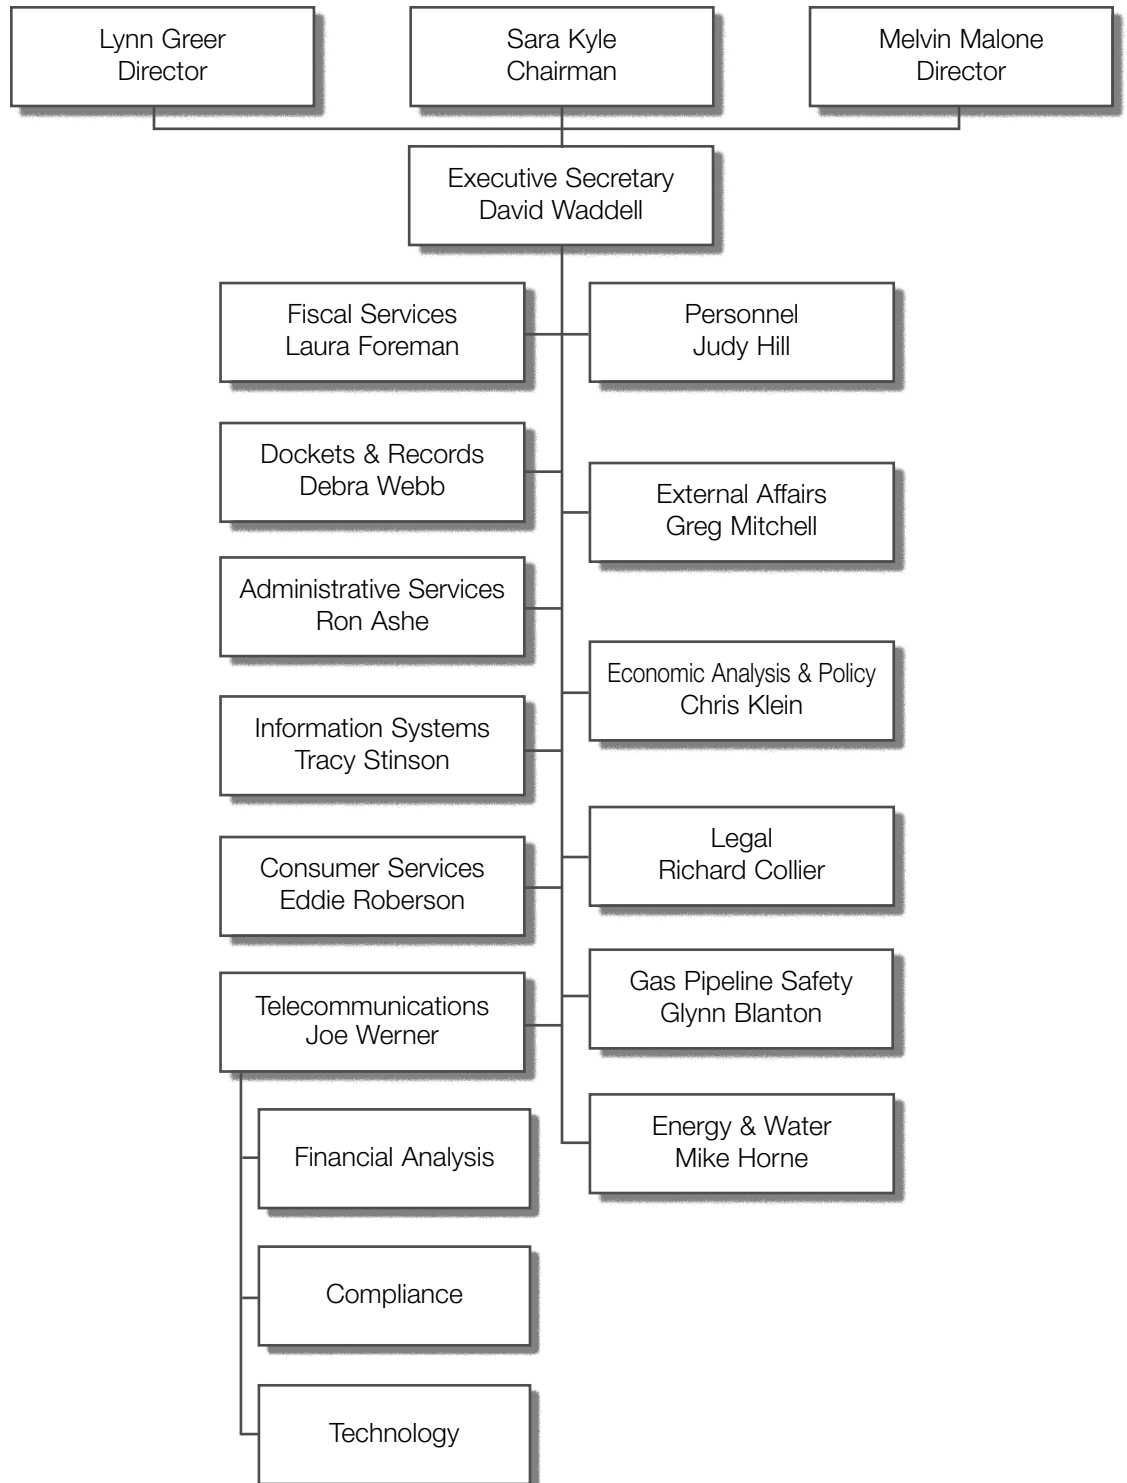 Lynn Greer
Director
Sara Kyle
Chairman
Melvin Malone
Director
Executive Secretary
David Waddell
Fiscal Services
Laura Foreman
Personnel
Judy Hill
Dockets & Records
Debra Webb
External Affairs
Greg Mitchell
Administrative Services
Ron Ashe
Economic Analysis & Policy
Chris Klein
Information Systems
Tracy Stinson
Legal
Richard Collier
Consumer Services
Eddie Roberson
Gas Pipeline Safety
Glynn Blanton
Telecommunications
Joe Werner
Energy & Water
Mike Horne
Financial Analysis
Compliance
Technology